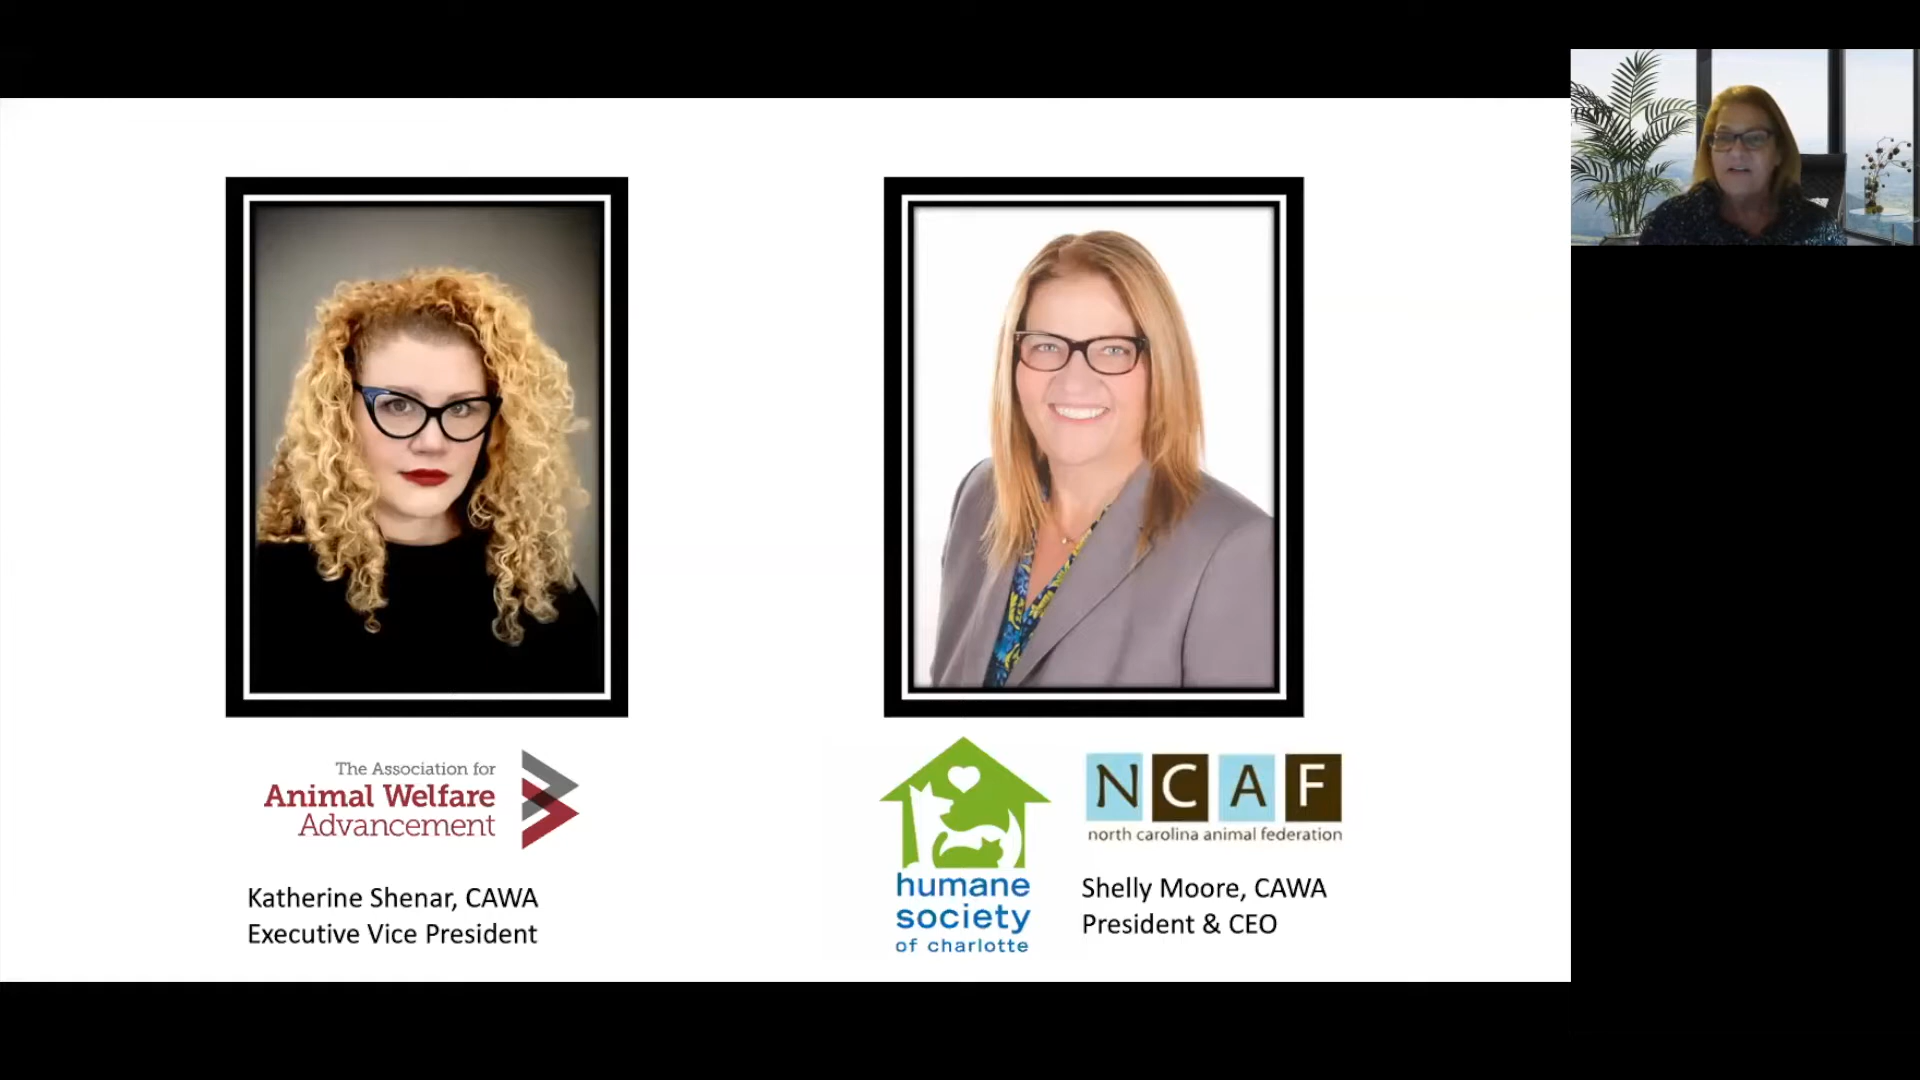 The Association for
Animal Welfare
Advancement
Katherine Shenar, CAWA
Executive Vice President
humane
society
of charlotte
NCAF
north carolina animal federation
Shelly Moore, CAWA
President & CEO